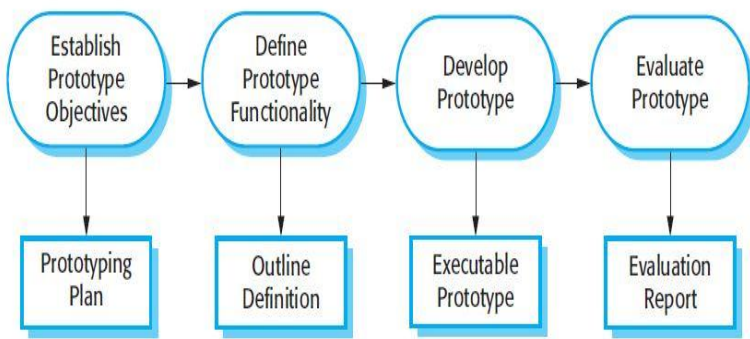 Establish
Prototype
Objectives
Define
Prototype
Functionality
Develop
Prototype
Evaluate
Prototype
Prototyping
Plan
Outline
Definition
Executable
Prototype
Evaluation
Report